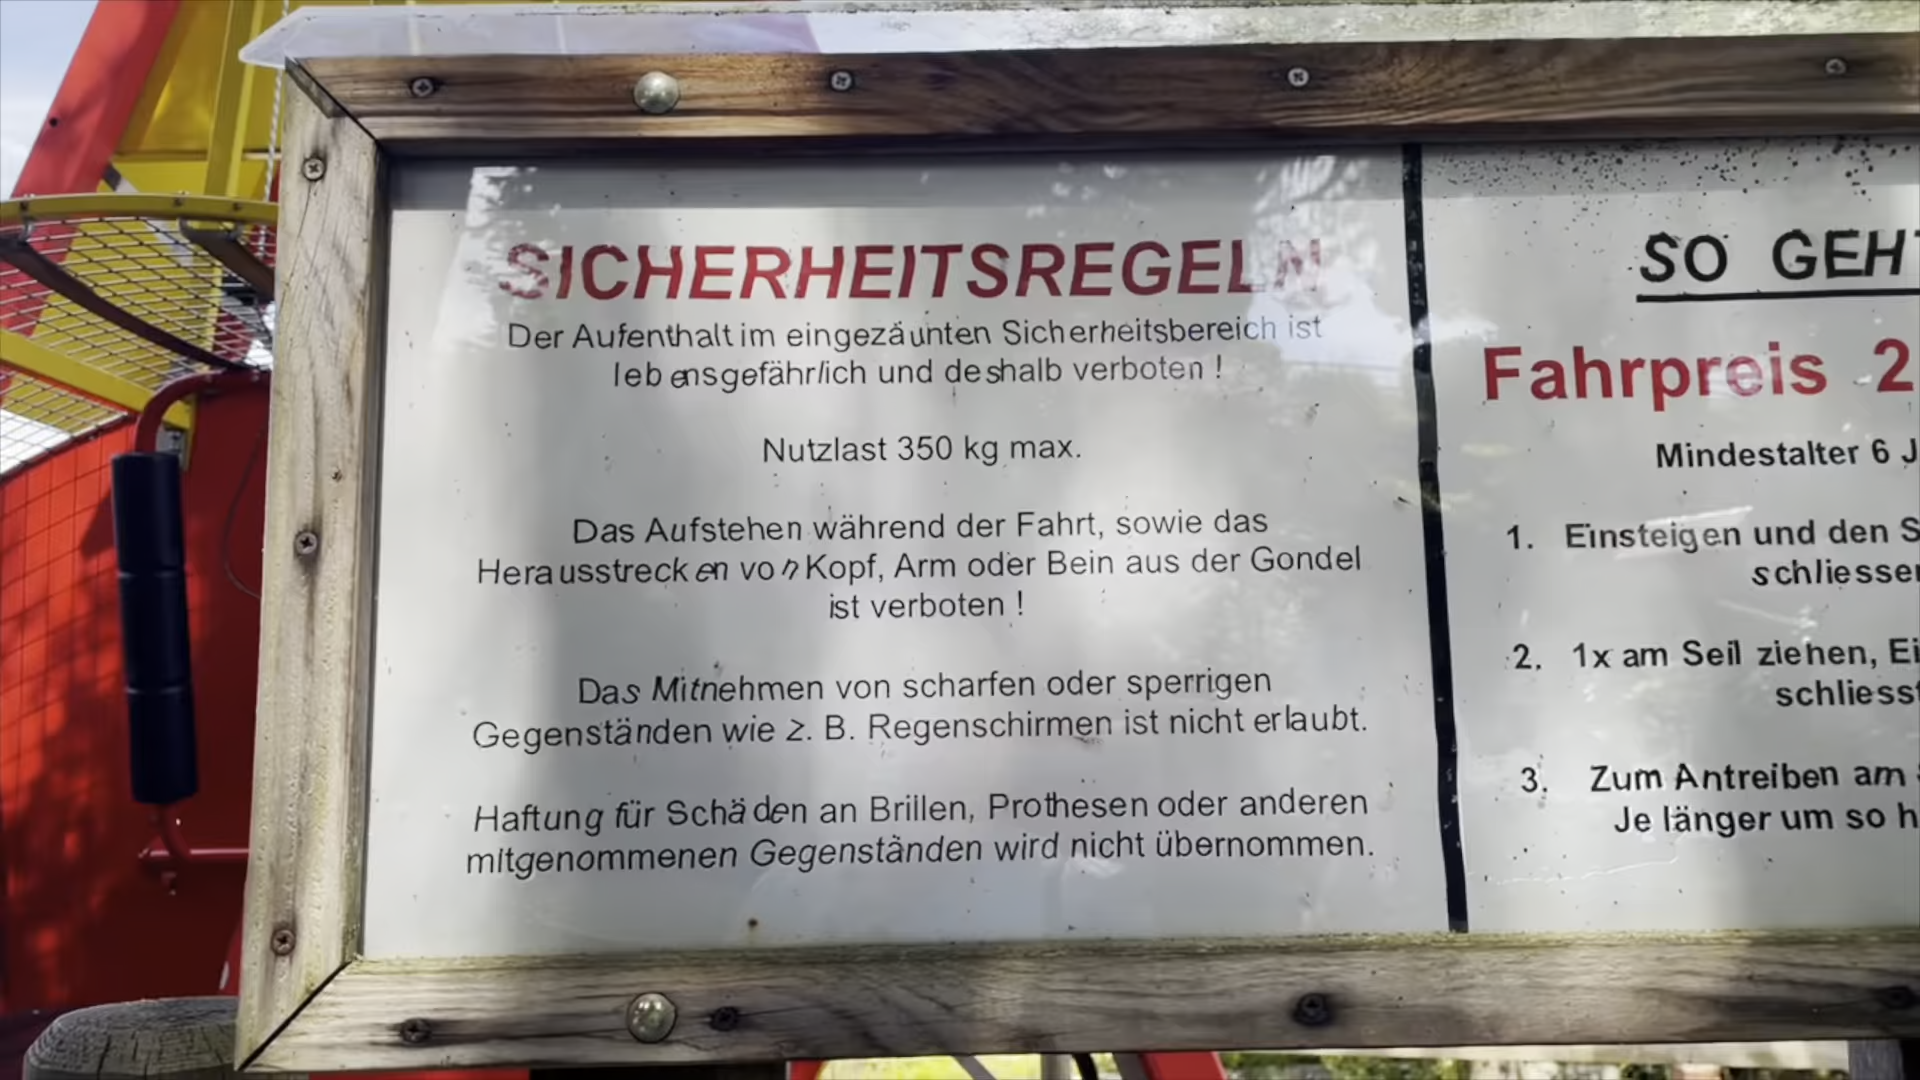 SICHERHEITSREGELN
Der Aufenthalt im eingezäunten Sicherheitsbereich ist
lebensgefährlich und deshalb verboten !
Nutzlast 350 kg max.
Das Aufstehen während der Fahrt, sowie das
Herausstrecken von Kopf, Arm oder Bein aus der Gondel
ist verboten !
Das Mitnehmen von scharfen oder sperrigen
Gegenständen wie z. B. Regenschirmen ist nicht erlaubt.
Haftung für Schäden an Brillen, Prothesen oder anderen
mitgenommenen Gegenständen wird nicht übernommen.
SO GEH
Fahrpreis 2
Mindestalter 6 J
1. Einsteigen und den S
schliesse
2. 1x am Seil ziehen, Ei
schliesst
3. Zum Antreiben am
Je länger um so h